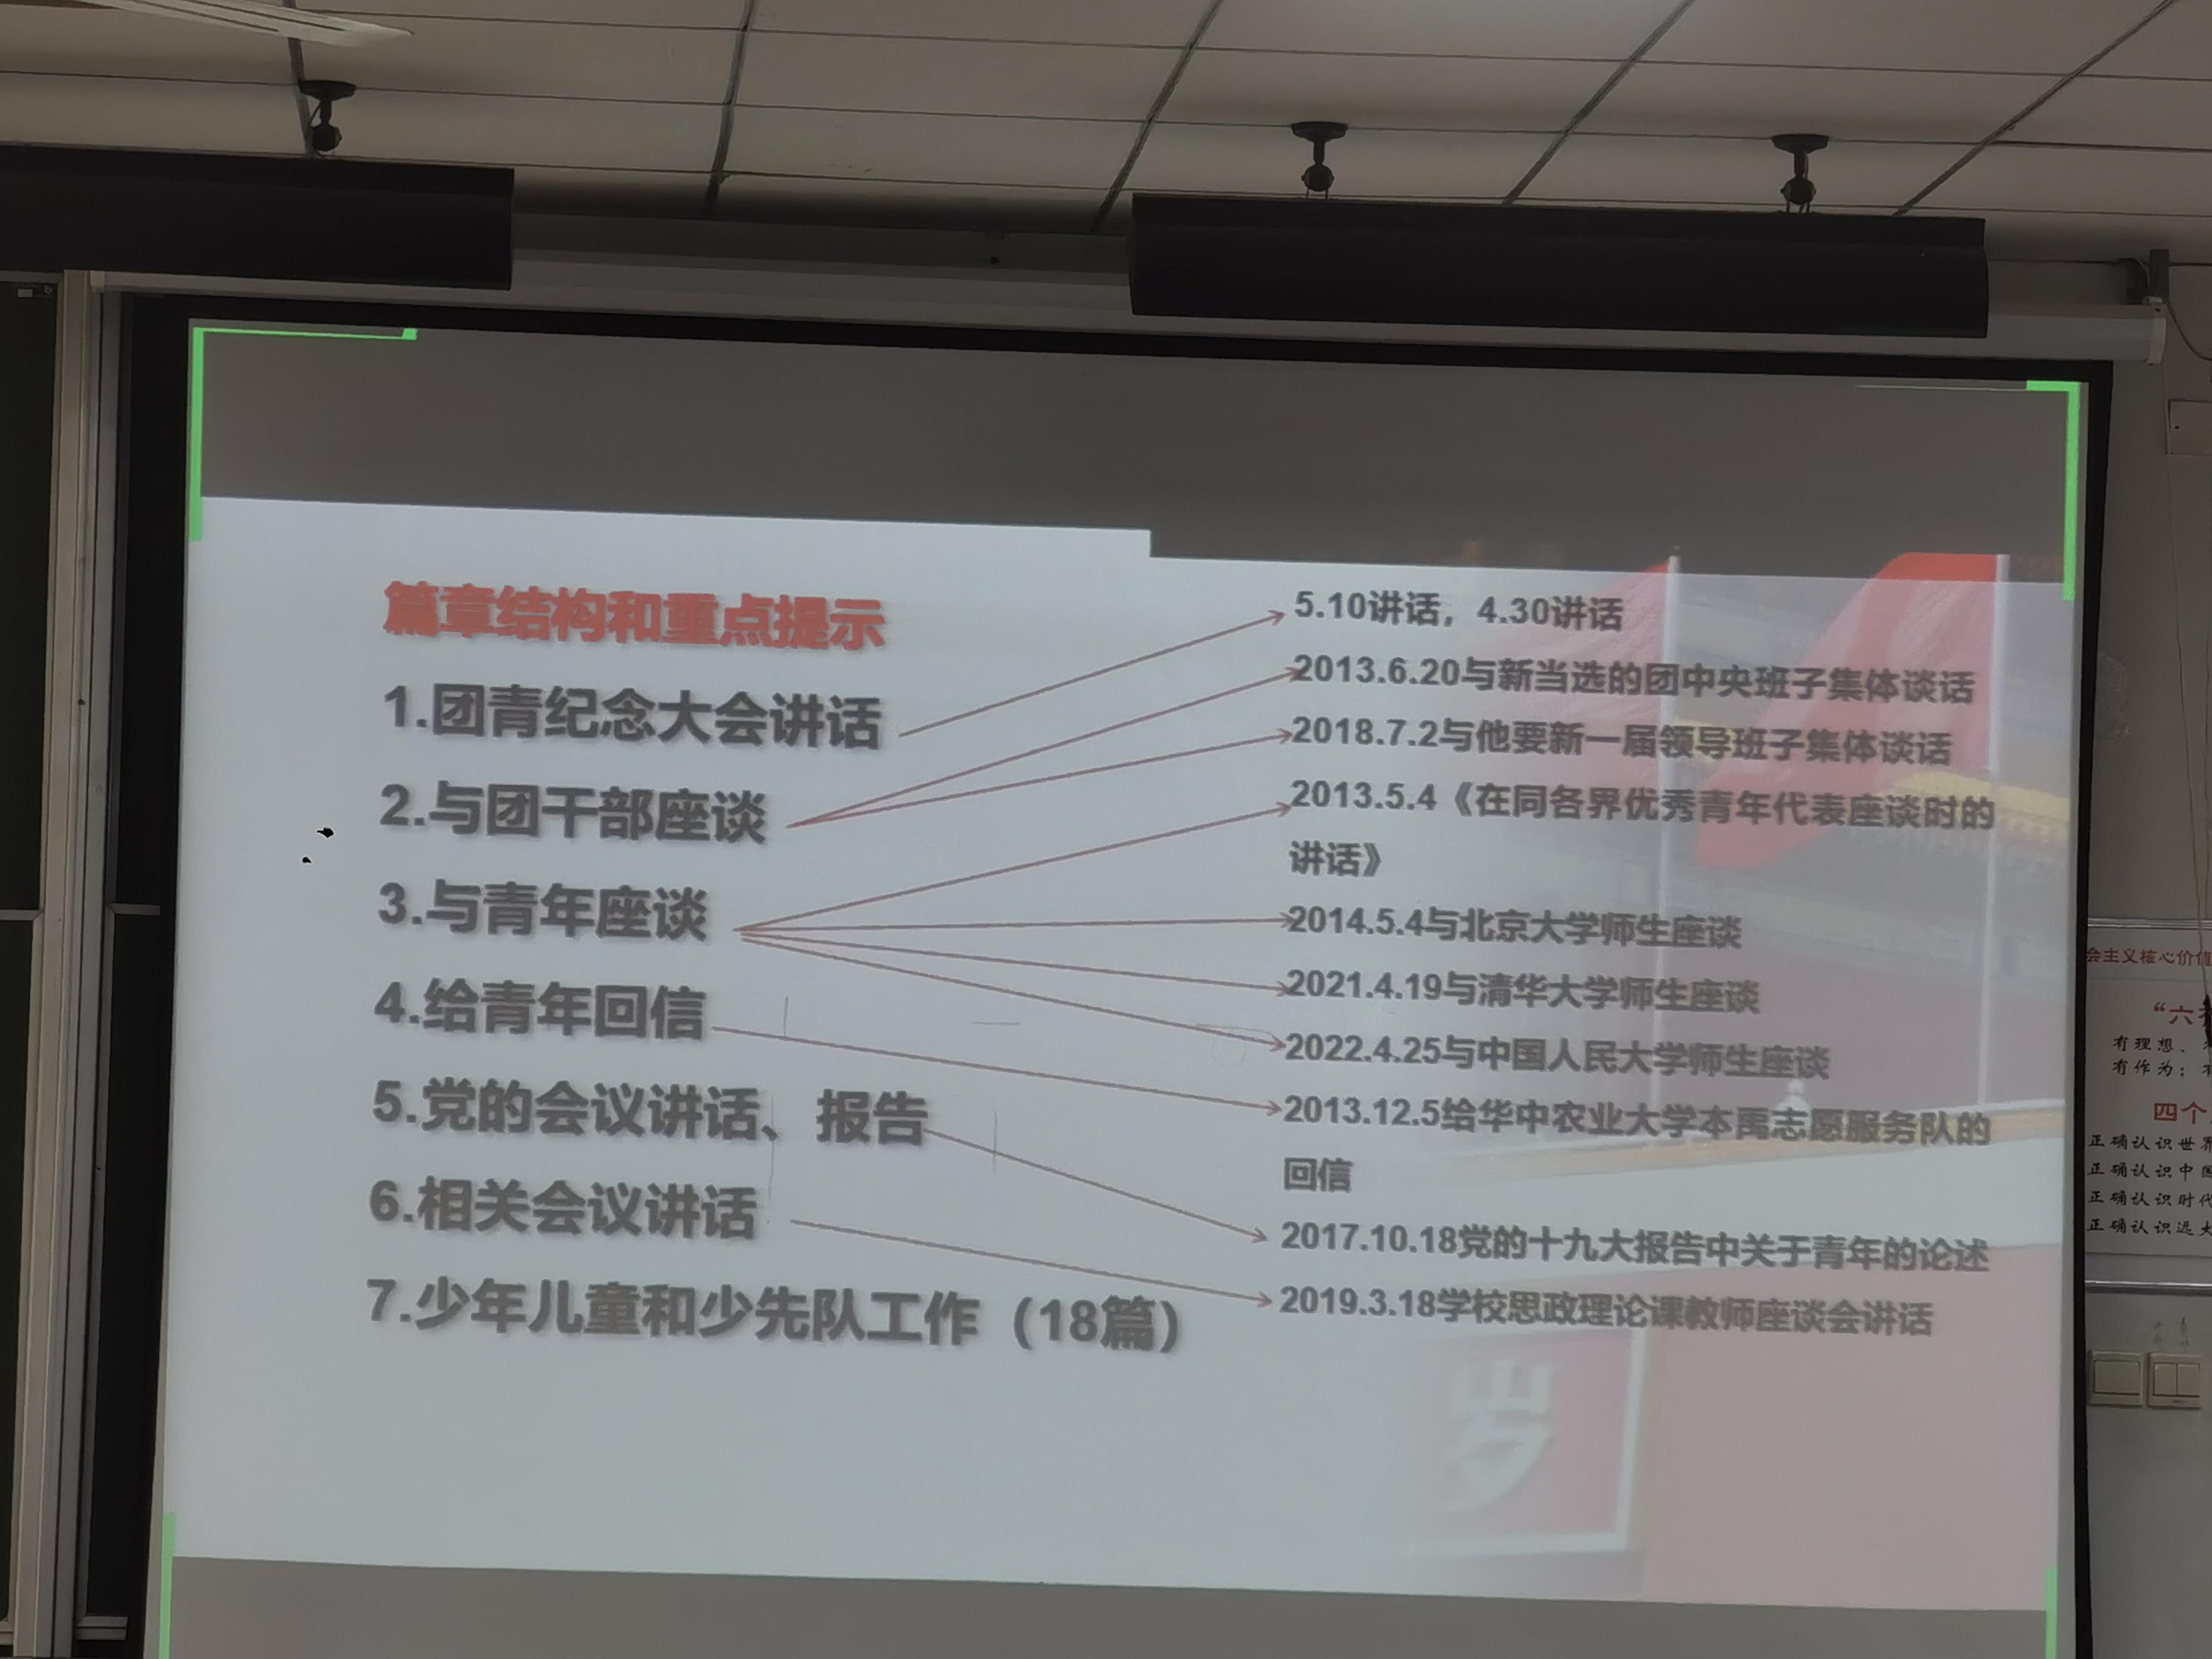 篇章结构和重点提示
1.团青纪念大会讲话
2.与团干部座谈
3.与青年座谈
4.给青年回信
5.党的会议讲话、报告
6.相关会议讲话
7.少年儿童和少先队工作（18篇）
5.10讲话，4.30讲话
2013.6.20与新当选的团中央班子集体谈话
2018.7.2与他要新一届领导班子集体谈话
2013.5.4《在同各界优秀青年代表座谈时的
讲话》
2014.5.4与北京大学师生座谈
2021.4.19与清华大学师生座谈
2022.4.25与中国人民大学师生座谈
2013.12.5给华中农业大学本禹志愿服务队的
回信
2017.10.18党的十九大报告中关于青年的论述
2019.3.18学校思政理论课教师座谈会讲话
岁
会主义核心价值
“六
有理想、
有作为；
四个
正确认识世界
正确认识中国
正确认识时代
正确认识远大